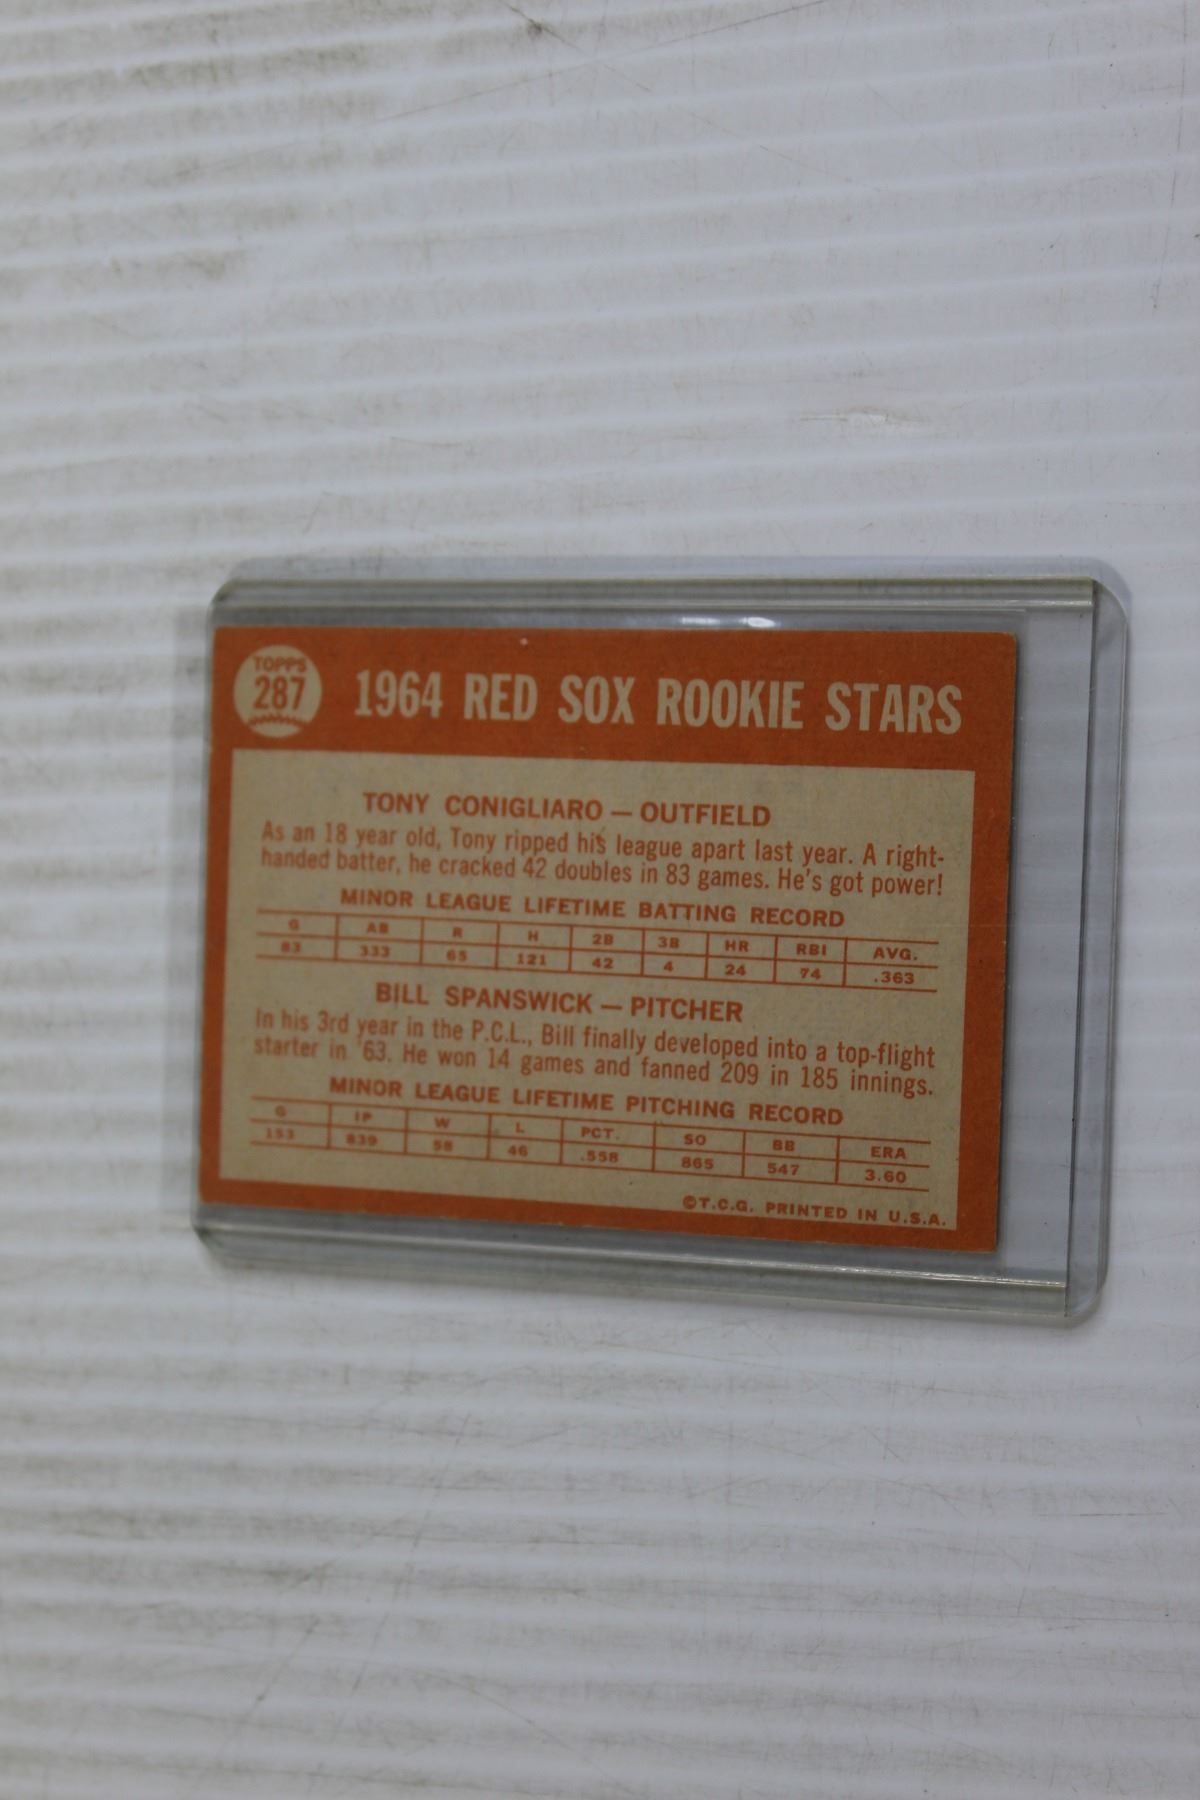 TOPPS
287
1964 RED SOX ROOKIE STARS
TONY CONIGLIARO — OUTFIELD
As an 18 year old, Tony ripped his league apart last year. A right-
handed batter, he cracked 42 doubles in 83 games. He's got power!
MINOR LEAGUE LIFETIME BATTING RECORD
G AB R H 2B 3B HR RBI AVG.
83 333 65 121 42 4 24 74 .363
BILL SPANSWICK — PITCHER
In his 3rd year in the P.C.L., Bill finally developed into a top-flight
starter in '63. He won 14 games and fanned 209 in 185 innings.
MINOR LEAGUE LIFETIME PITCHING RECORD
G IP W L PCT. SO BB ERA
153 839 58 46 .558 865 547 3.60
©T.C.G. PRINTED IN U.S.A.